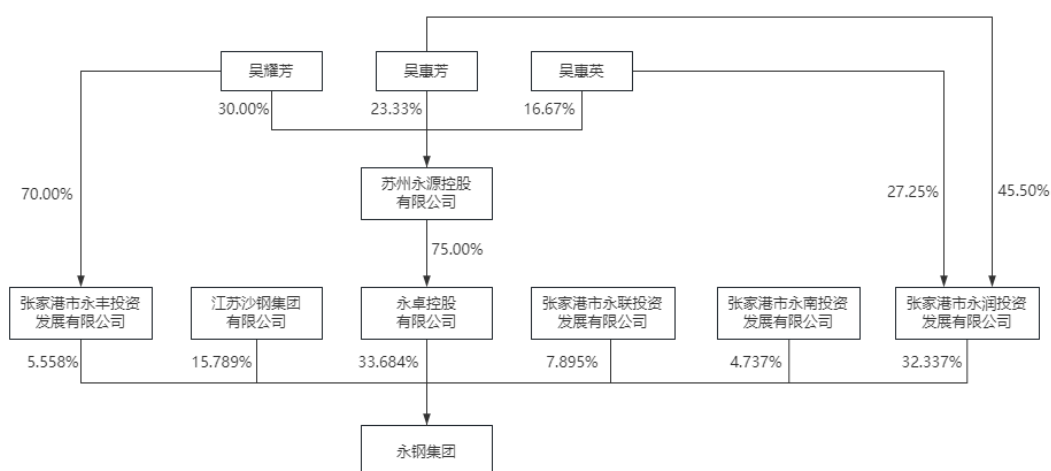 吴耀芳
吴惠芳
吴惠英
30.00%
23.33%
16.67%
苏州永源控股
有限公司
70.00%
27.25%
45.50%
75.00%
张家港市永丰投资
发展有限公司
江苏沙钢集团
有限公司
永卓控股
有限公司
张家港市永联投资
发展有限公司
张家港市永南投资
发展有限公司
张家港市永润投资
发展有限公司
5.558%
15.789%
33.684%
7.895%
4.737%
32.337%
永钢集团